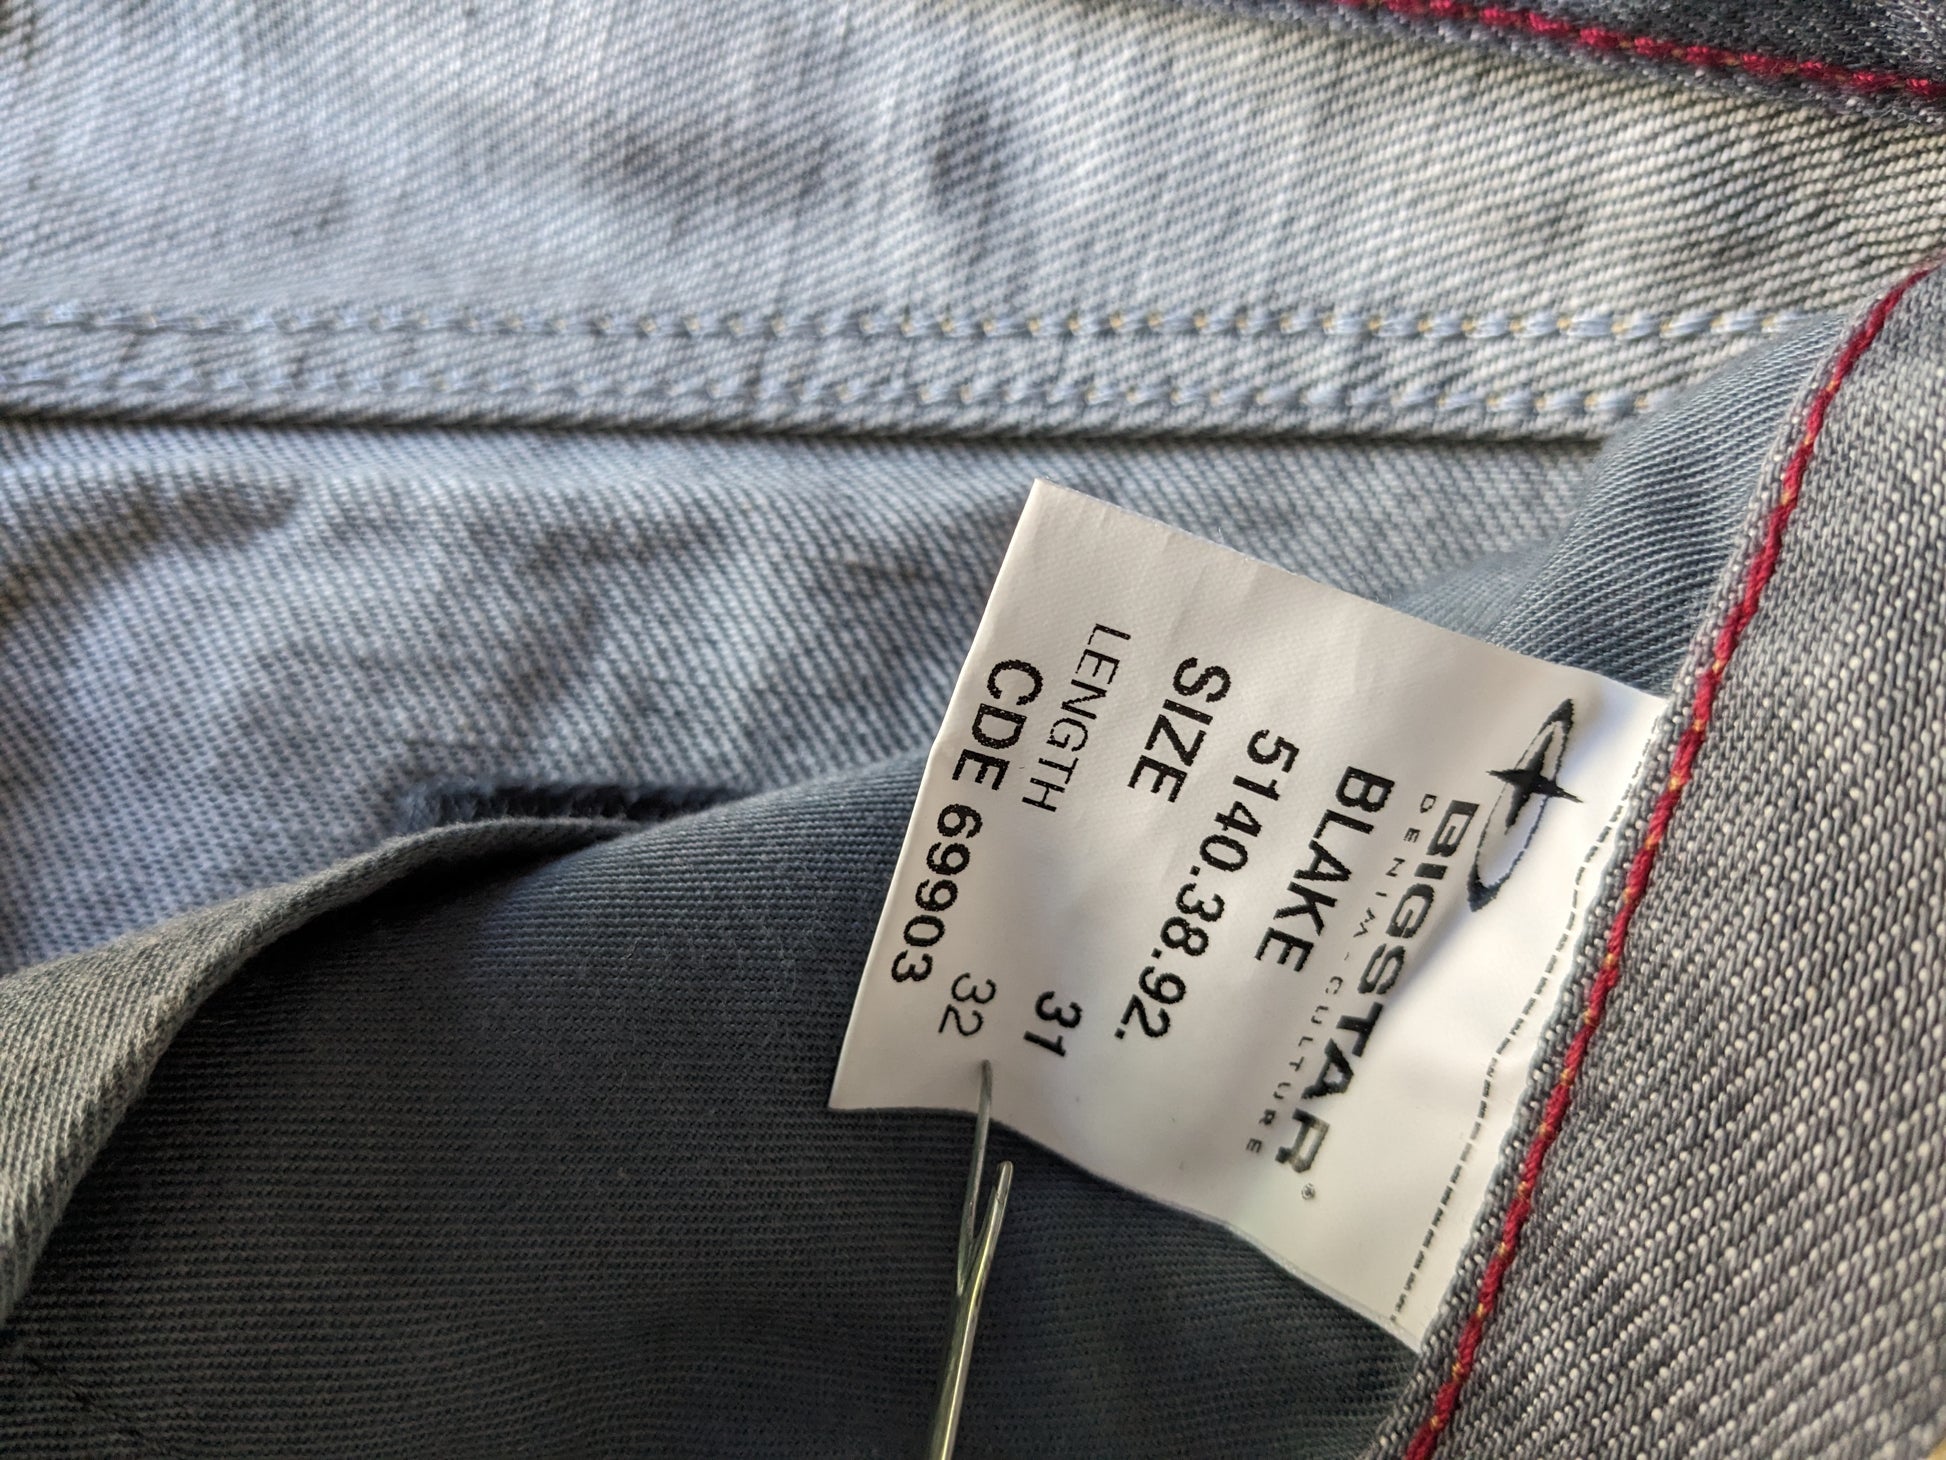 BIGSTAR®
DENIM-CULTURE
BLAKE
5140.38.92.
SIZE 31
LENGTH 32
CDE 69903